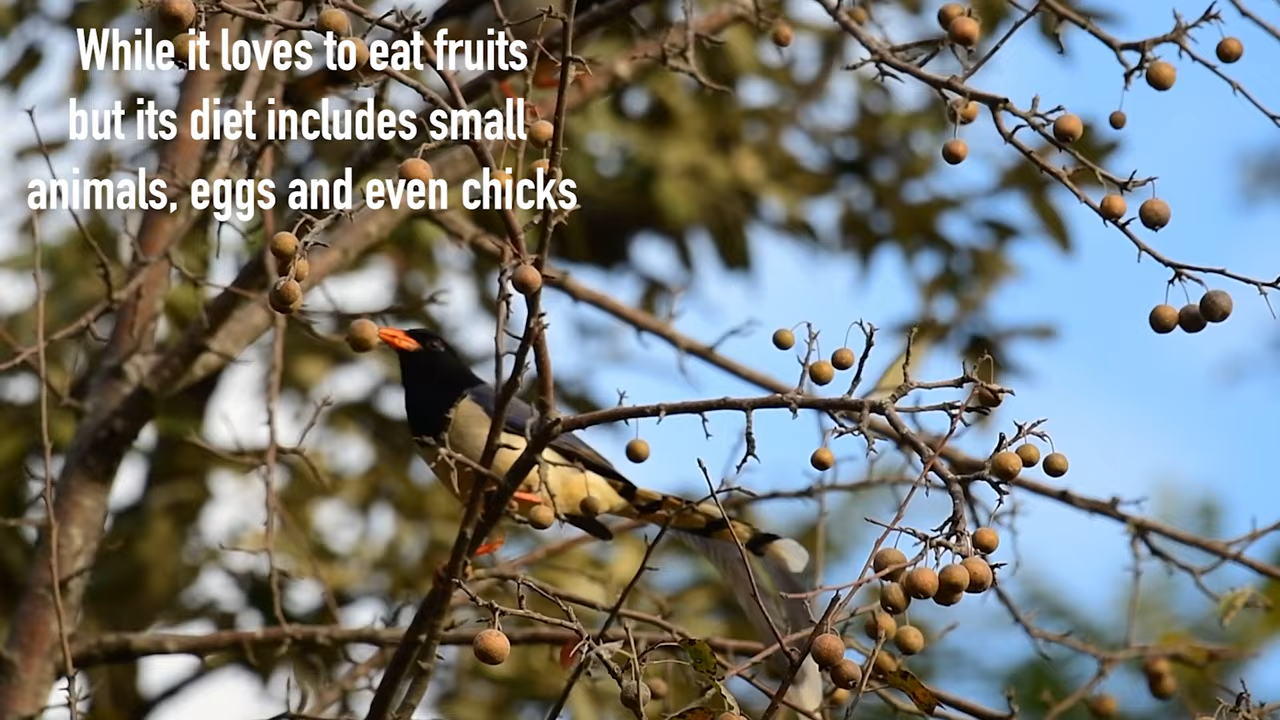 While it loves to eat fruits
but its diet includes small
animals, eggs and even chicks